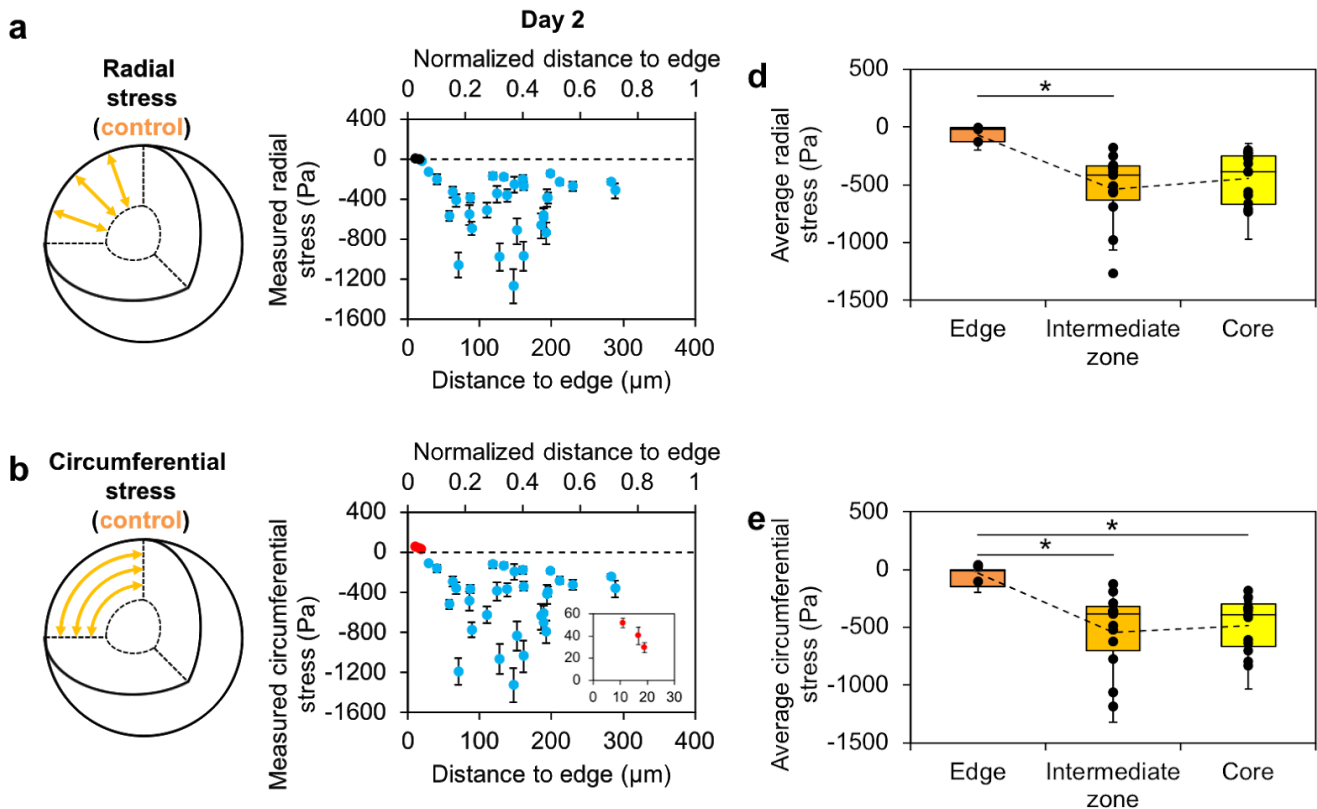 a
Radial
stress
(control)
Day 2
Normalized distance to edge
0 0.2 0.4 0.6 0.8 1
400
0
-400
-800
-1200
-1600
Measured radial
stress (Pa)
0 100 200 300 400
Distance to edge (μm)
d
500
0
-500
-1000
-1500
Average radial
stress (Pa)
*
Edge Intermediate Core
zone
b
Circumferential
stress
(control)
Normalized distance to edge
0 0.2 0.4 0.6 0.8 1
400
0
-400
-800
-1200
-1600
Measured circumferential
stress (Pa)
60
40
20
0
0 10 20 30
0 100 200 300 400
Distance to edge (μm)
e
500
0
-500
-1000
-1500
Average circumferential
stress (Pa)
*
*
Edge Intermediate Core
zone